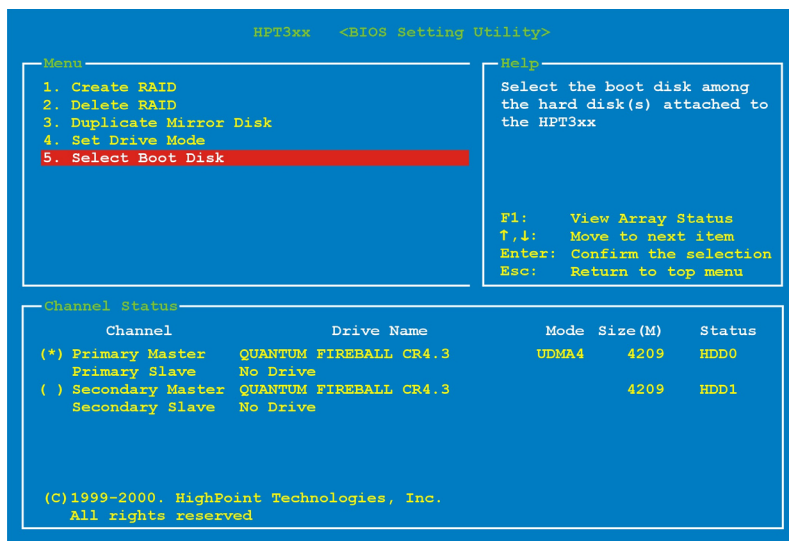 HPT3xx <BIOS Setting Utility>
Menu
1. Create RAID
2. Delete RAID
3. Duplicate Mirror Disk
4. Set Drive Mode
5. Select Boot Disk
Help
Select the boot disk among
the hard disk(s) attached to
the HPT3xx
F1: View Array Status
↑,↓: Move to next item
Enter: Confirm the selection
Esc: Return to top menu
Channel Status
Channel Drive Name Mode Size(M) Status
(*) Primary Master QUANTUM FIREBALL CR4.3 UDMA4 4209 HDD0
Primary Slave No Drive
( ) Secondary Master QUANTUM FIREBALL CR4.3 4209 HDD1
Secondary Slave No Drive
(C)1999-2000. HighPoint Technologies, Inc.
All rights reserved